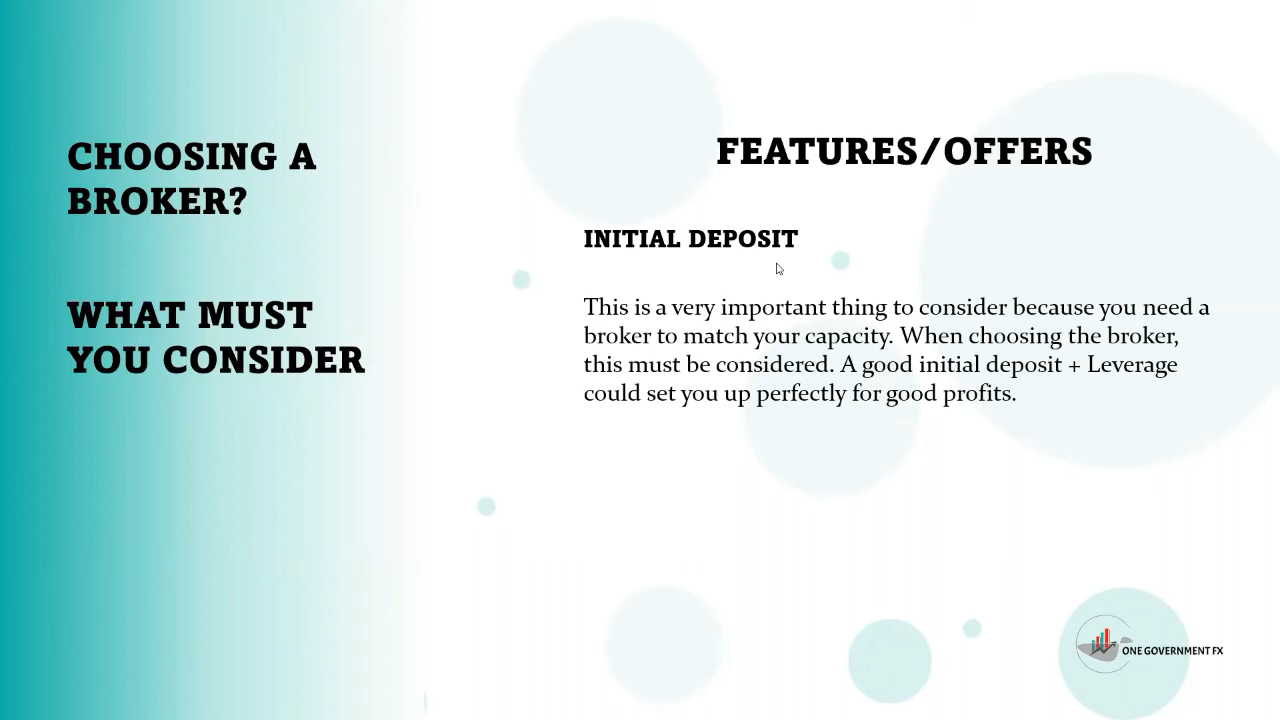 CHOOSING A
BROKER?
WHAT MUST
YOU CONSIDER
FEATURES/OFFERS
INITIAL DEPOSIT
This is a very important thing to consider because you need a
broker to match your capacity. When choosing the broker,
this must be considered. A good initial deposit + Leverage
could set you up perfectly for good profits.
ONE GOVERNMENT FX